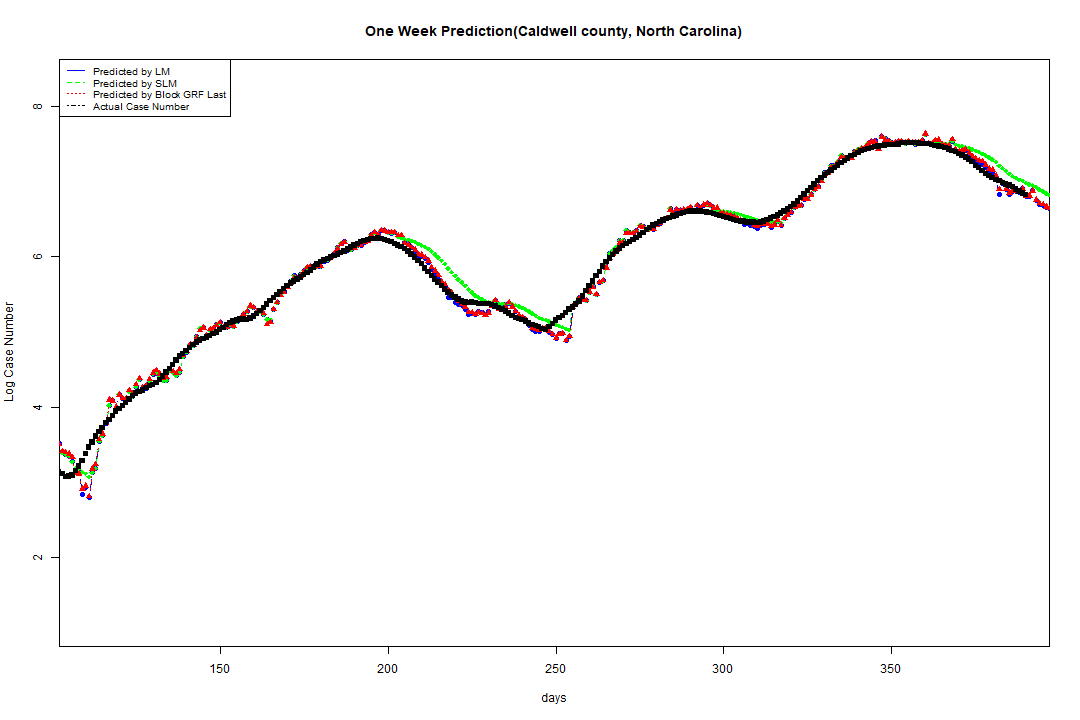 One Week Prediction(Caldwell county, North Carolina)
Predicted by LM
Predicted by SLM
Predicted by Block GRF Last
Actual Case Number
8
6
4
2
Log Case Number
150
200
250
300
350
days